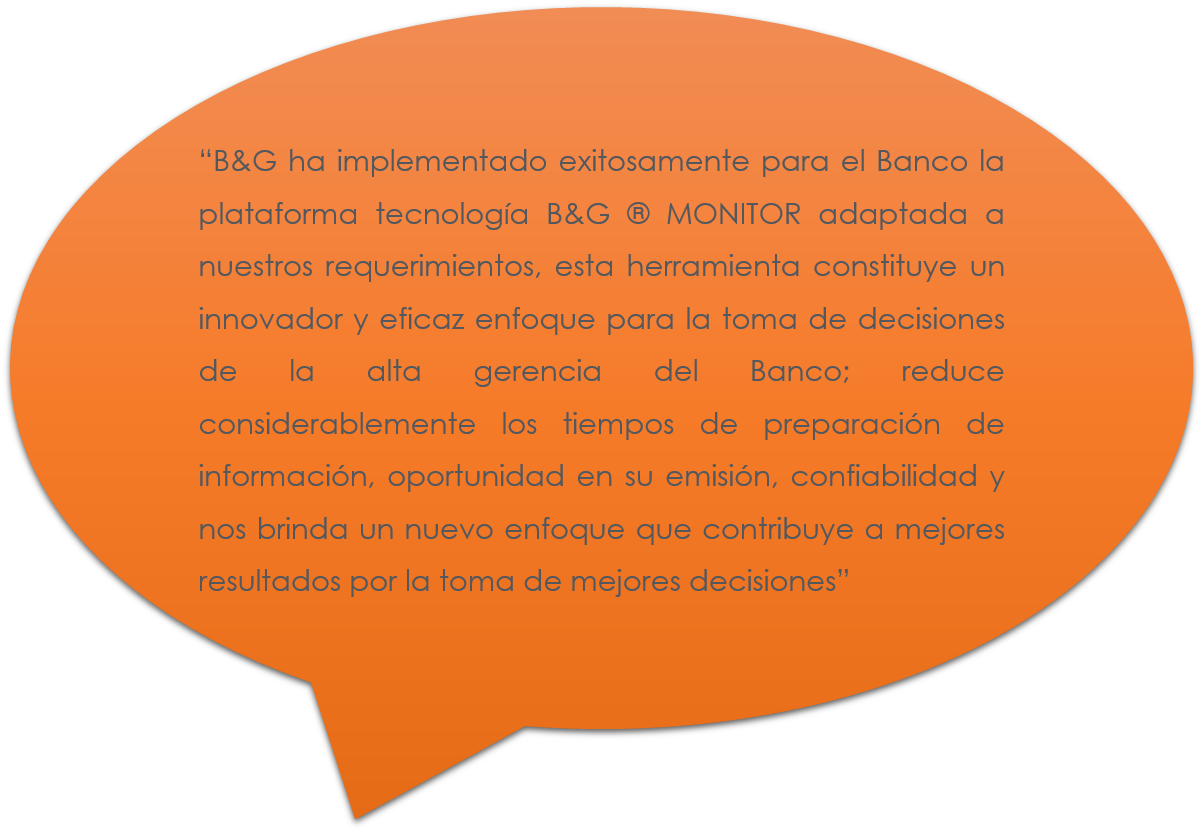 “B&G ha implementado exitosamente para el Banco la
plataforma tecnología B&G ® MONITOR adaptada a
nuestros requerimientos, esta herramienta constituye un
innovador y eficaz enfoque para la toma de decisiones
de la alta gerencia del Banco; reduce
considerablemente los tiempos de preparación de
información, oportunidad en su emisión, confiabilidad y
nos brinda un nuevo enfoque que contribuye a mejores
resultados por la toma de mejores decisiones”